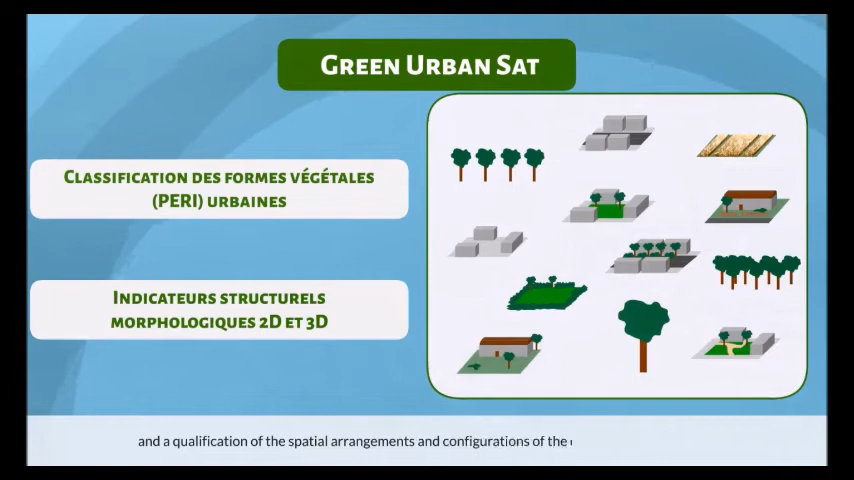 Green Urban Sat
Classification des formes végétales
(PERI) urbaines
Indicateurs structurels
morphologiques 2D et 3D
and a qualification of the spatial arrangements and configurations of the